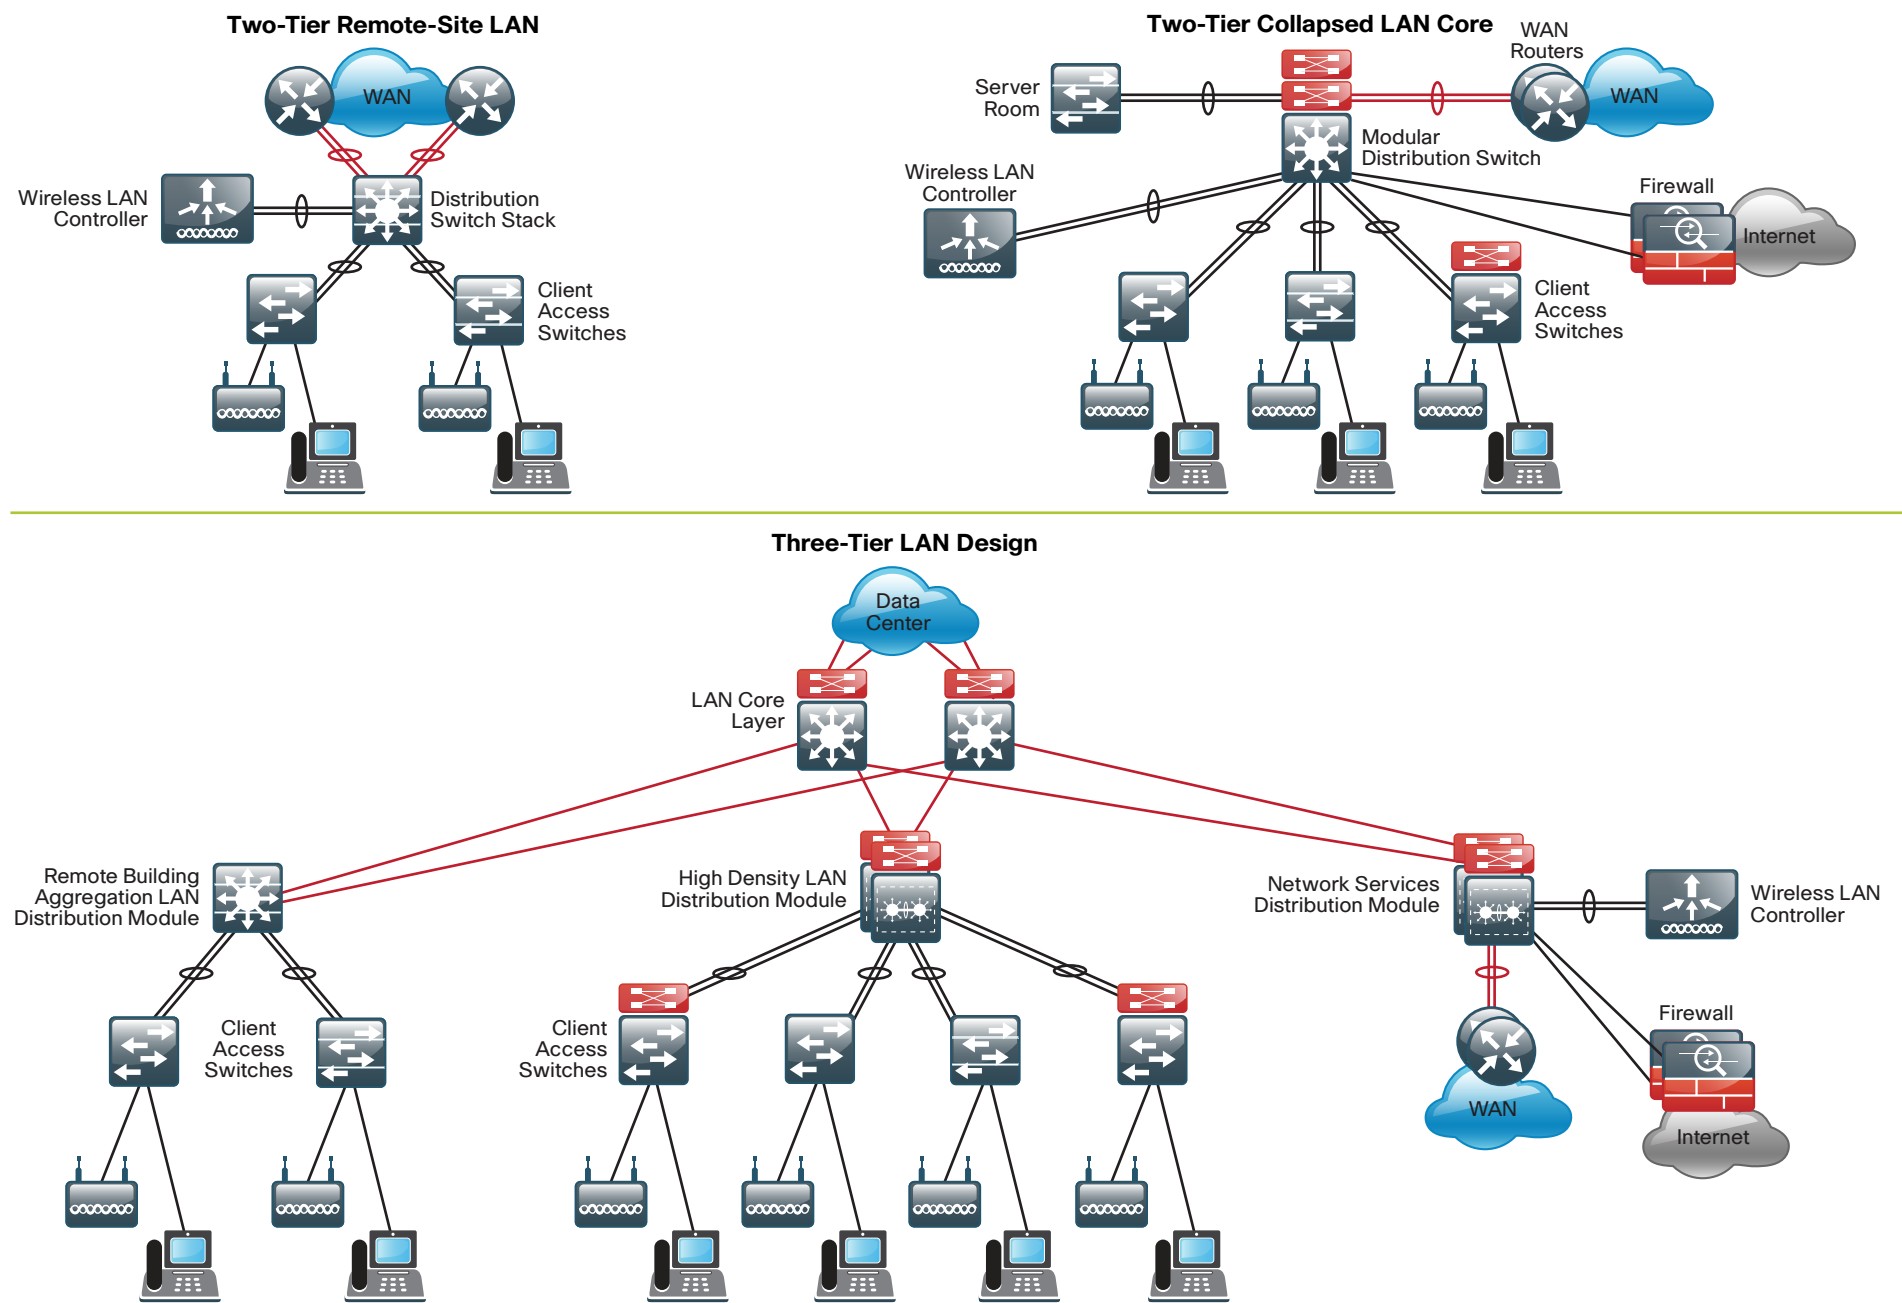 Two-Tier Remote-Site LAN
WAN
Wireless LAN
Controller
Distribution
Switch Stack
Client
Access
Switches
Two-Tier Collapsed LAN Core
WAN
Routers
Server
Room
WAN
Modular
Distribution Switch
Wireless LAN
Controller
Firewall
Internet
Client
Access
Switches
Three-Tier LAN Design
Data
Center
LAN Core
Layer
Remote Building
Aggregation LAN
Distribution Module
High Density LAN
Distribution Module
Network Services
Distribution Module
Wireless LAN
Controller
Client
Access
Switches
Client
Access
Switches
Firewall
WAN
Internet